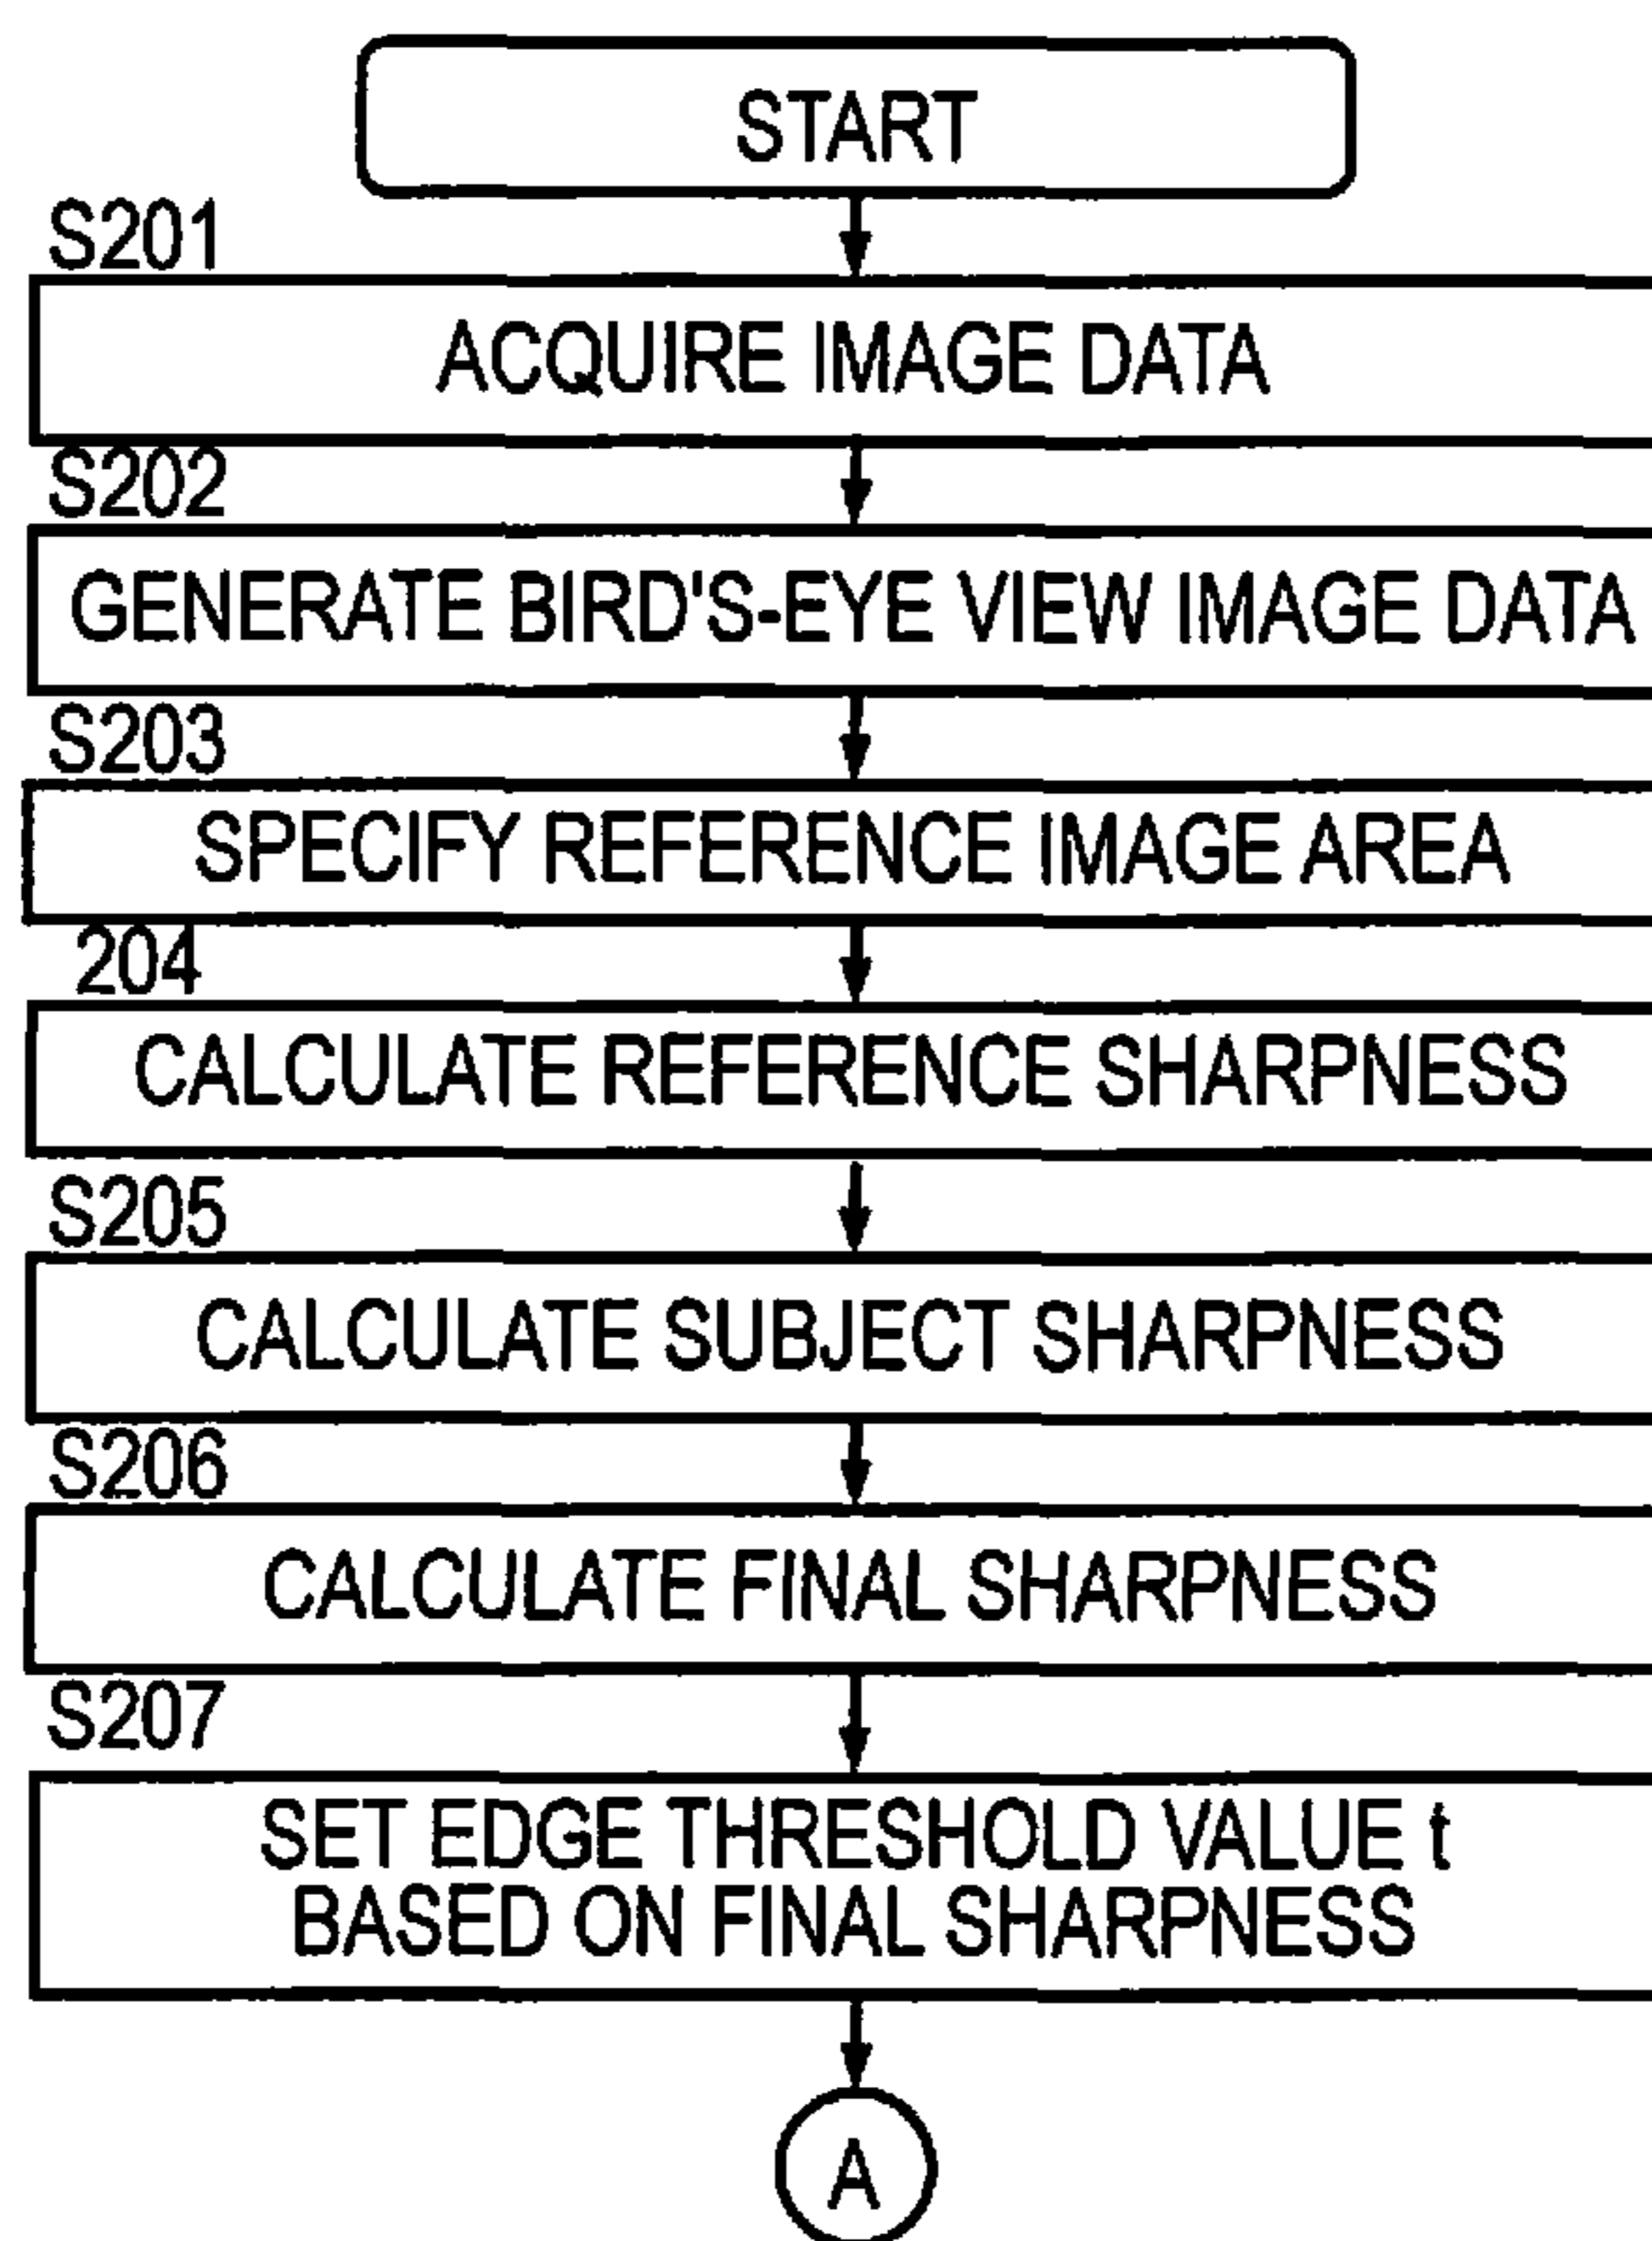 START
S201
ACQUIRE IMAGE DATA
S202
GENERATE BIRD'S-EYE VIEW IMAGE DATA
S203
SPECIFY REFERENCE IMAGE AREA
204
CALCULATE REFERENCE SHARPNESS
S205
CALCULATE SUBJECT SHARPNESS
S206
CALCULATE FINAL SHARPNESS
S207
SET EDGE THRESHOLD VALUE t
BASED ON FINAL SHARPNESS
A